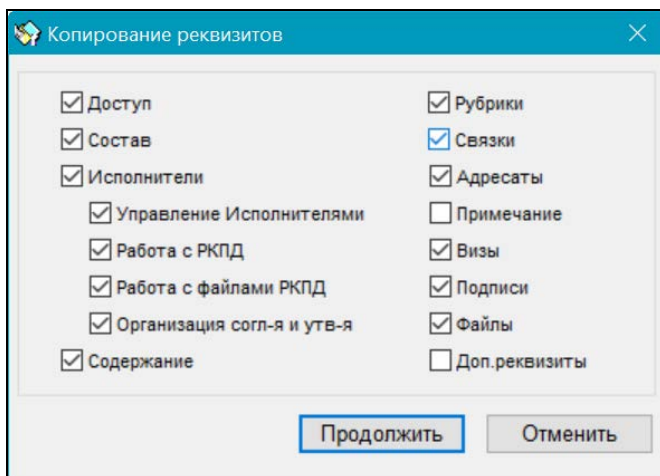 Копирование реквизитов
Доступ
Состав
Исполнители
Управление Исполнителями
Работа с РКПД
Работа с файлами РКПД
Организация согл-я и утв-я
Содержание
Рубрики
Связки
Адресаты
Примечание
Визы
Подписи
Файлы
Доп.реквизиты
Продолжить
Отменить